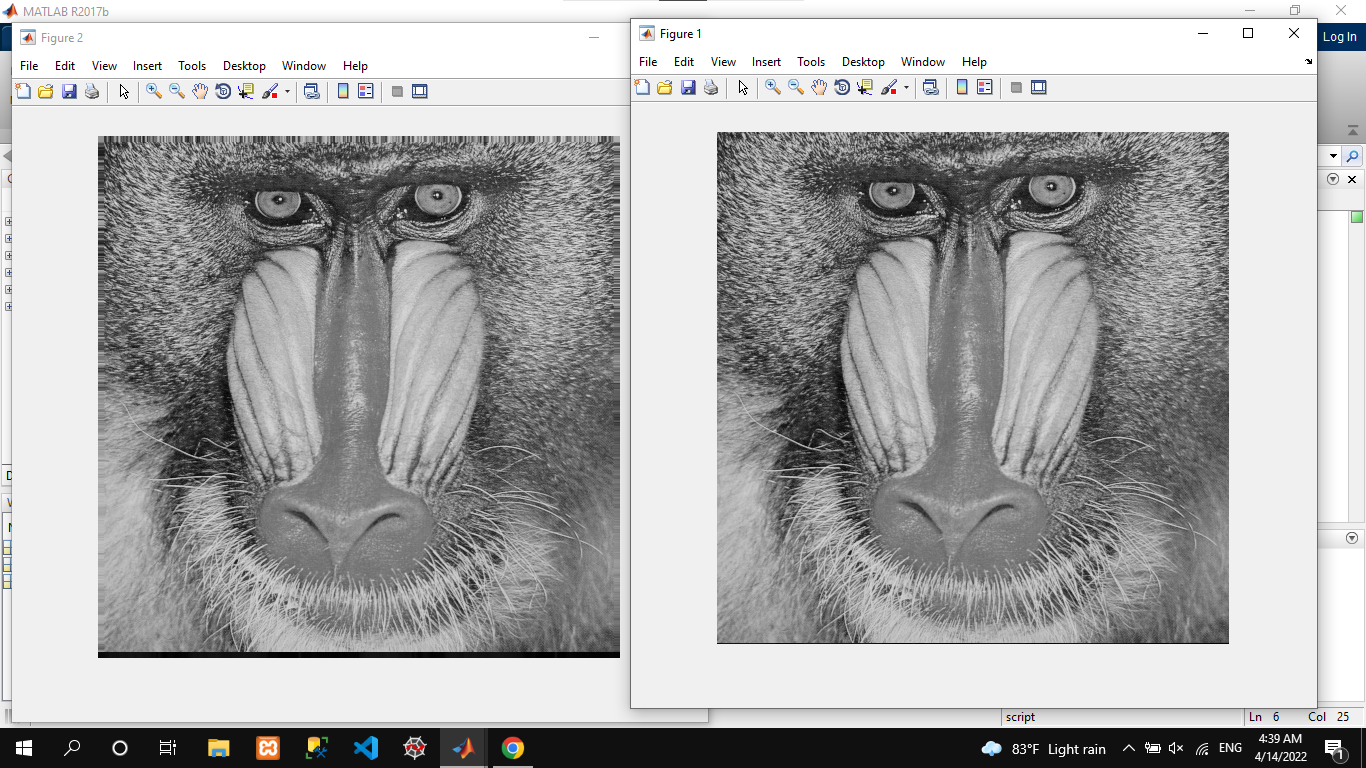 MATLAB R2017b
Log In
Figure 2
File Edit View Insert Tools Desktop Window Help
Figure 1
File Edit View Insert Tools Desktop Window Help
script
Ln 6 Col 25
83°F Light rain
ENG
4:39 AM
4/14/2022
1